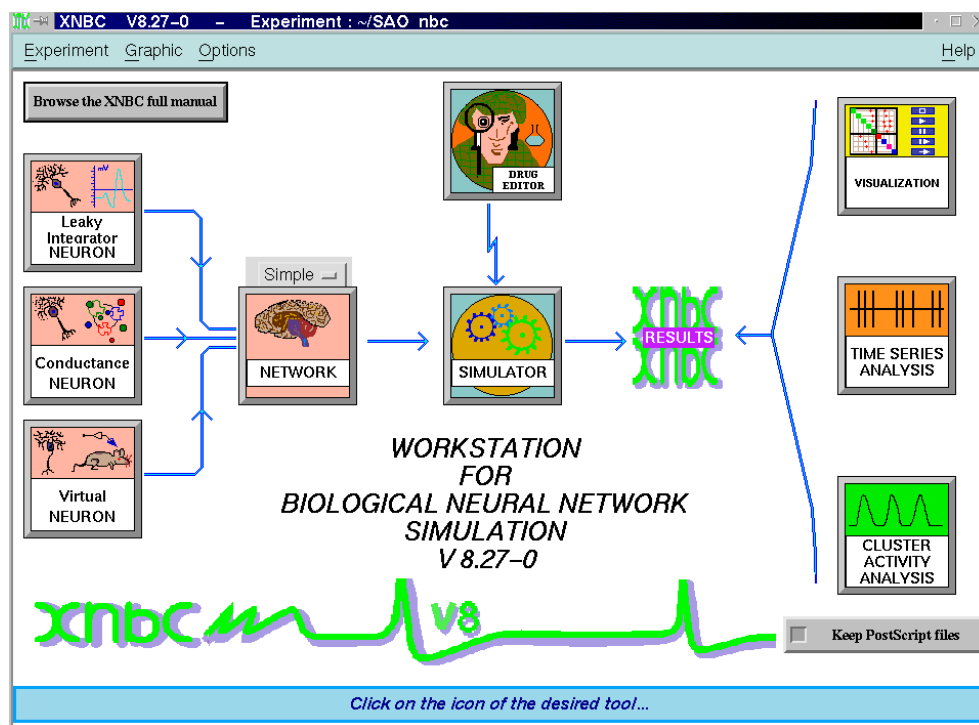 XNBC V8.27-0 - Experiment : ~/SAO nbc
Experiment Graphic Options Help
Browse the XNBC full manual
mV
Leaky
Integrator
NEURON
Conductance
NEURON
Virtual
NEURON
Simple
NETWORK
DRUG
EDITOR
SIMULATOR
xnbc
RESULTS
xnbc
VISUALIZATION
TIME SERIES
ANALYSIS
CLUSTER
ACTIVITY
ANALYSIS
WORKSTATION
FOR
BIOLOGICAL NEURAL NETWORK
SIMULATION
V 8.27-0
xnbc V8
Keep PostScript files
Click on the icon of the desired tool...